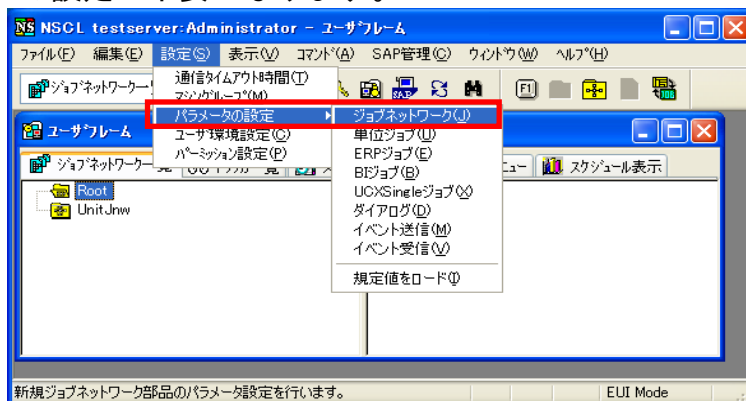 NS NSCL testserver:Administrator - ユーザフレーム
ファイル(F) 編集(E) 設定(S) 表示(V) コマンド(A) SAP管理(C) ウィンドウ(W) ヘルプ(H)
ジョブネットワーク
通信タイムアウト時間(T)
マシングループ(M)
パラメータの設定
ユーザ環境設定(C)
パーミッション設定(P)
ジョブネットワーク(J)
単位ジョブ(U)
ERPジョブ(E)
BIジョブ(B)
UCXSingleジョブ(X)
ダイアログ(D)
イベント送信(M)
イベント受信(V)
規定値をロード(I)
ユーザフレーム
ジョブネットワーク一覧
ュー
スケジュール表示
Root
UnitJnw
新規ジョブネットワーク部品のパラメータ設定を行います。
EUI Mode